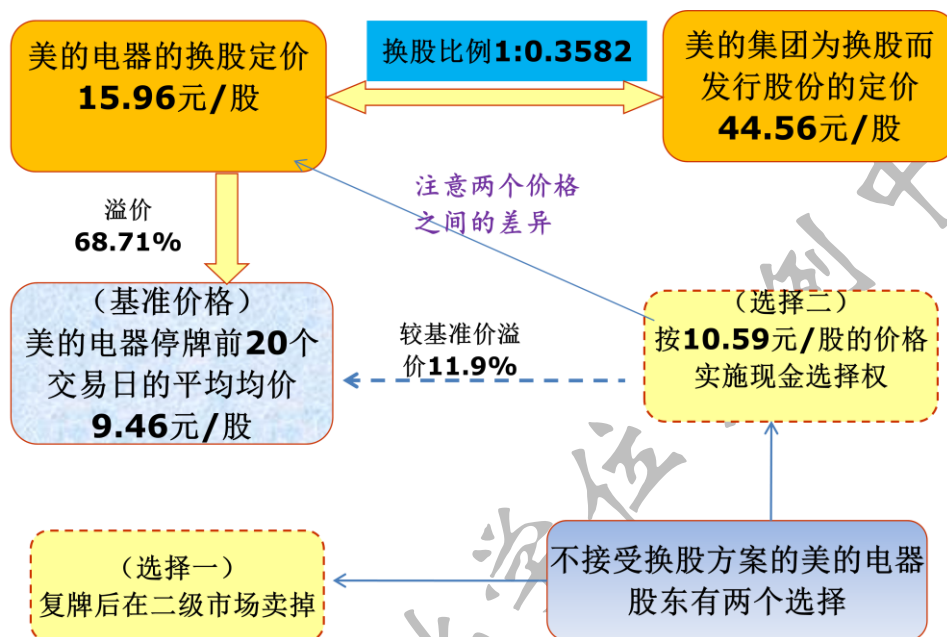 美的电器的换股定价
15.96元/股
换股比例1:0.3582
美的集团为换股而
发行股份的定价
44.56元/股
溢价
68.71%
注意两个价格
之间的差异
（基准价格）
美的电器停牌前20个
交易日的平均均价
9.46元/股
较基准价溢
价11.9%
（选择二）
按10.59元/股的价格
实施现金选择权
（选择一）
复牌后在二级市场卖掉
不接受换股方案的美的电器
股东有两个选择
学位
例中